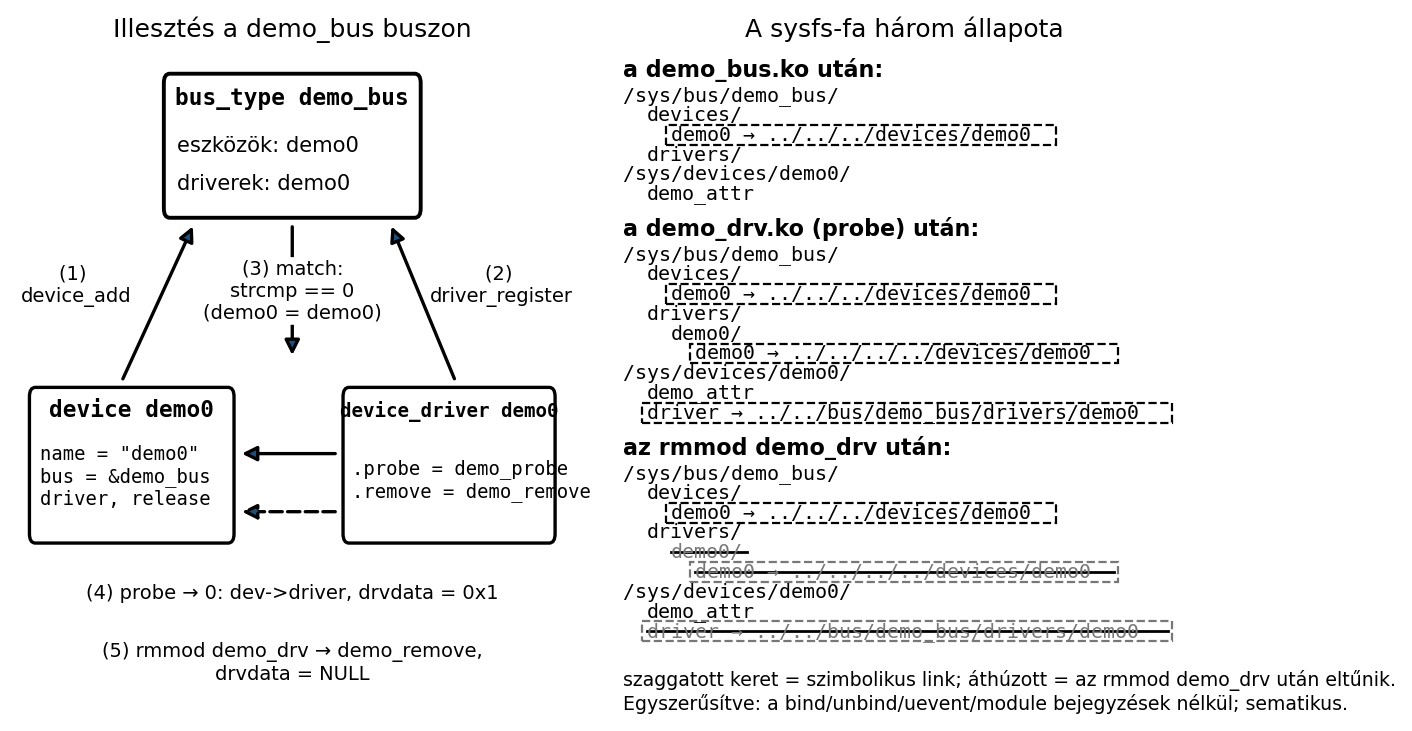 Illesztés a demo_bus buszon
bus_type demo_bus
eszközök: demo0
driverek: demo0
(1)
device_add
(3) match:
strcmp == 0
(demo0 = demo0)
(2)
driver_register
device demo0
name = "demo0"
bus = &demo_bus
driver, release
device_driver demo0
.probe = demo_probe
.remove = demo_remove
(4) probe → 0: dev->driver, drvdata = 0x1
(5) rmmod demo_drv → demo_remove,
drvdata = NULL
A sysfs-fa három állapota
a demo_bus.ko után:
/sys/bus/demo_bus/
devices/
demo0 → ../../../devices/demo0
drivers/
/sys/devices/demo0/
demo_attr
a demo_drv.ko (probe) után:
/sys/bus/demo_bus/
devices/
demo0 → ../../../devices/demo0
drivers/
demo0/
demo0 → ../../../../devices/demo0
/sys/devices/demo0/
demo_attr
driver → ../../bus/demo_bus/drivers/demo0
az rmmod demo_drv után:
/sys/bus/demo_bus/
devices/
demo0 → ../../../devices/demo0
drivers/
demo0/
demo0 → ../../../../devices/demo0
/sys/devices/demo0/
demo_attr
driver → ../../bus/demo_bus/drivers/demo0
szaggatott keret = szimbolikus link; áthúzott = az rmmod demo_drv után eltűnik.
Egyszerűsítve: a bind/unbind/uevent/module bejegyzések nélkül; sematikus.